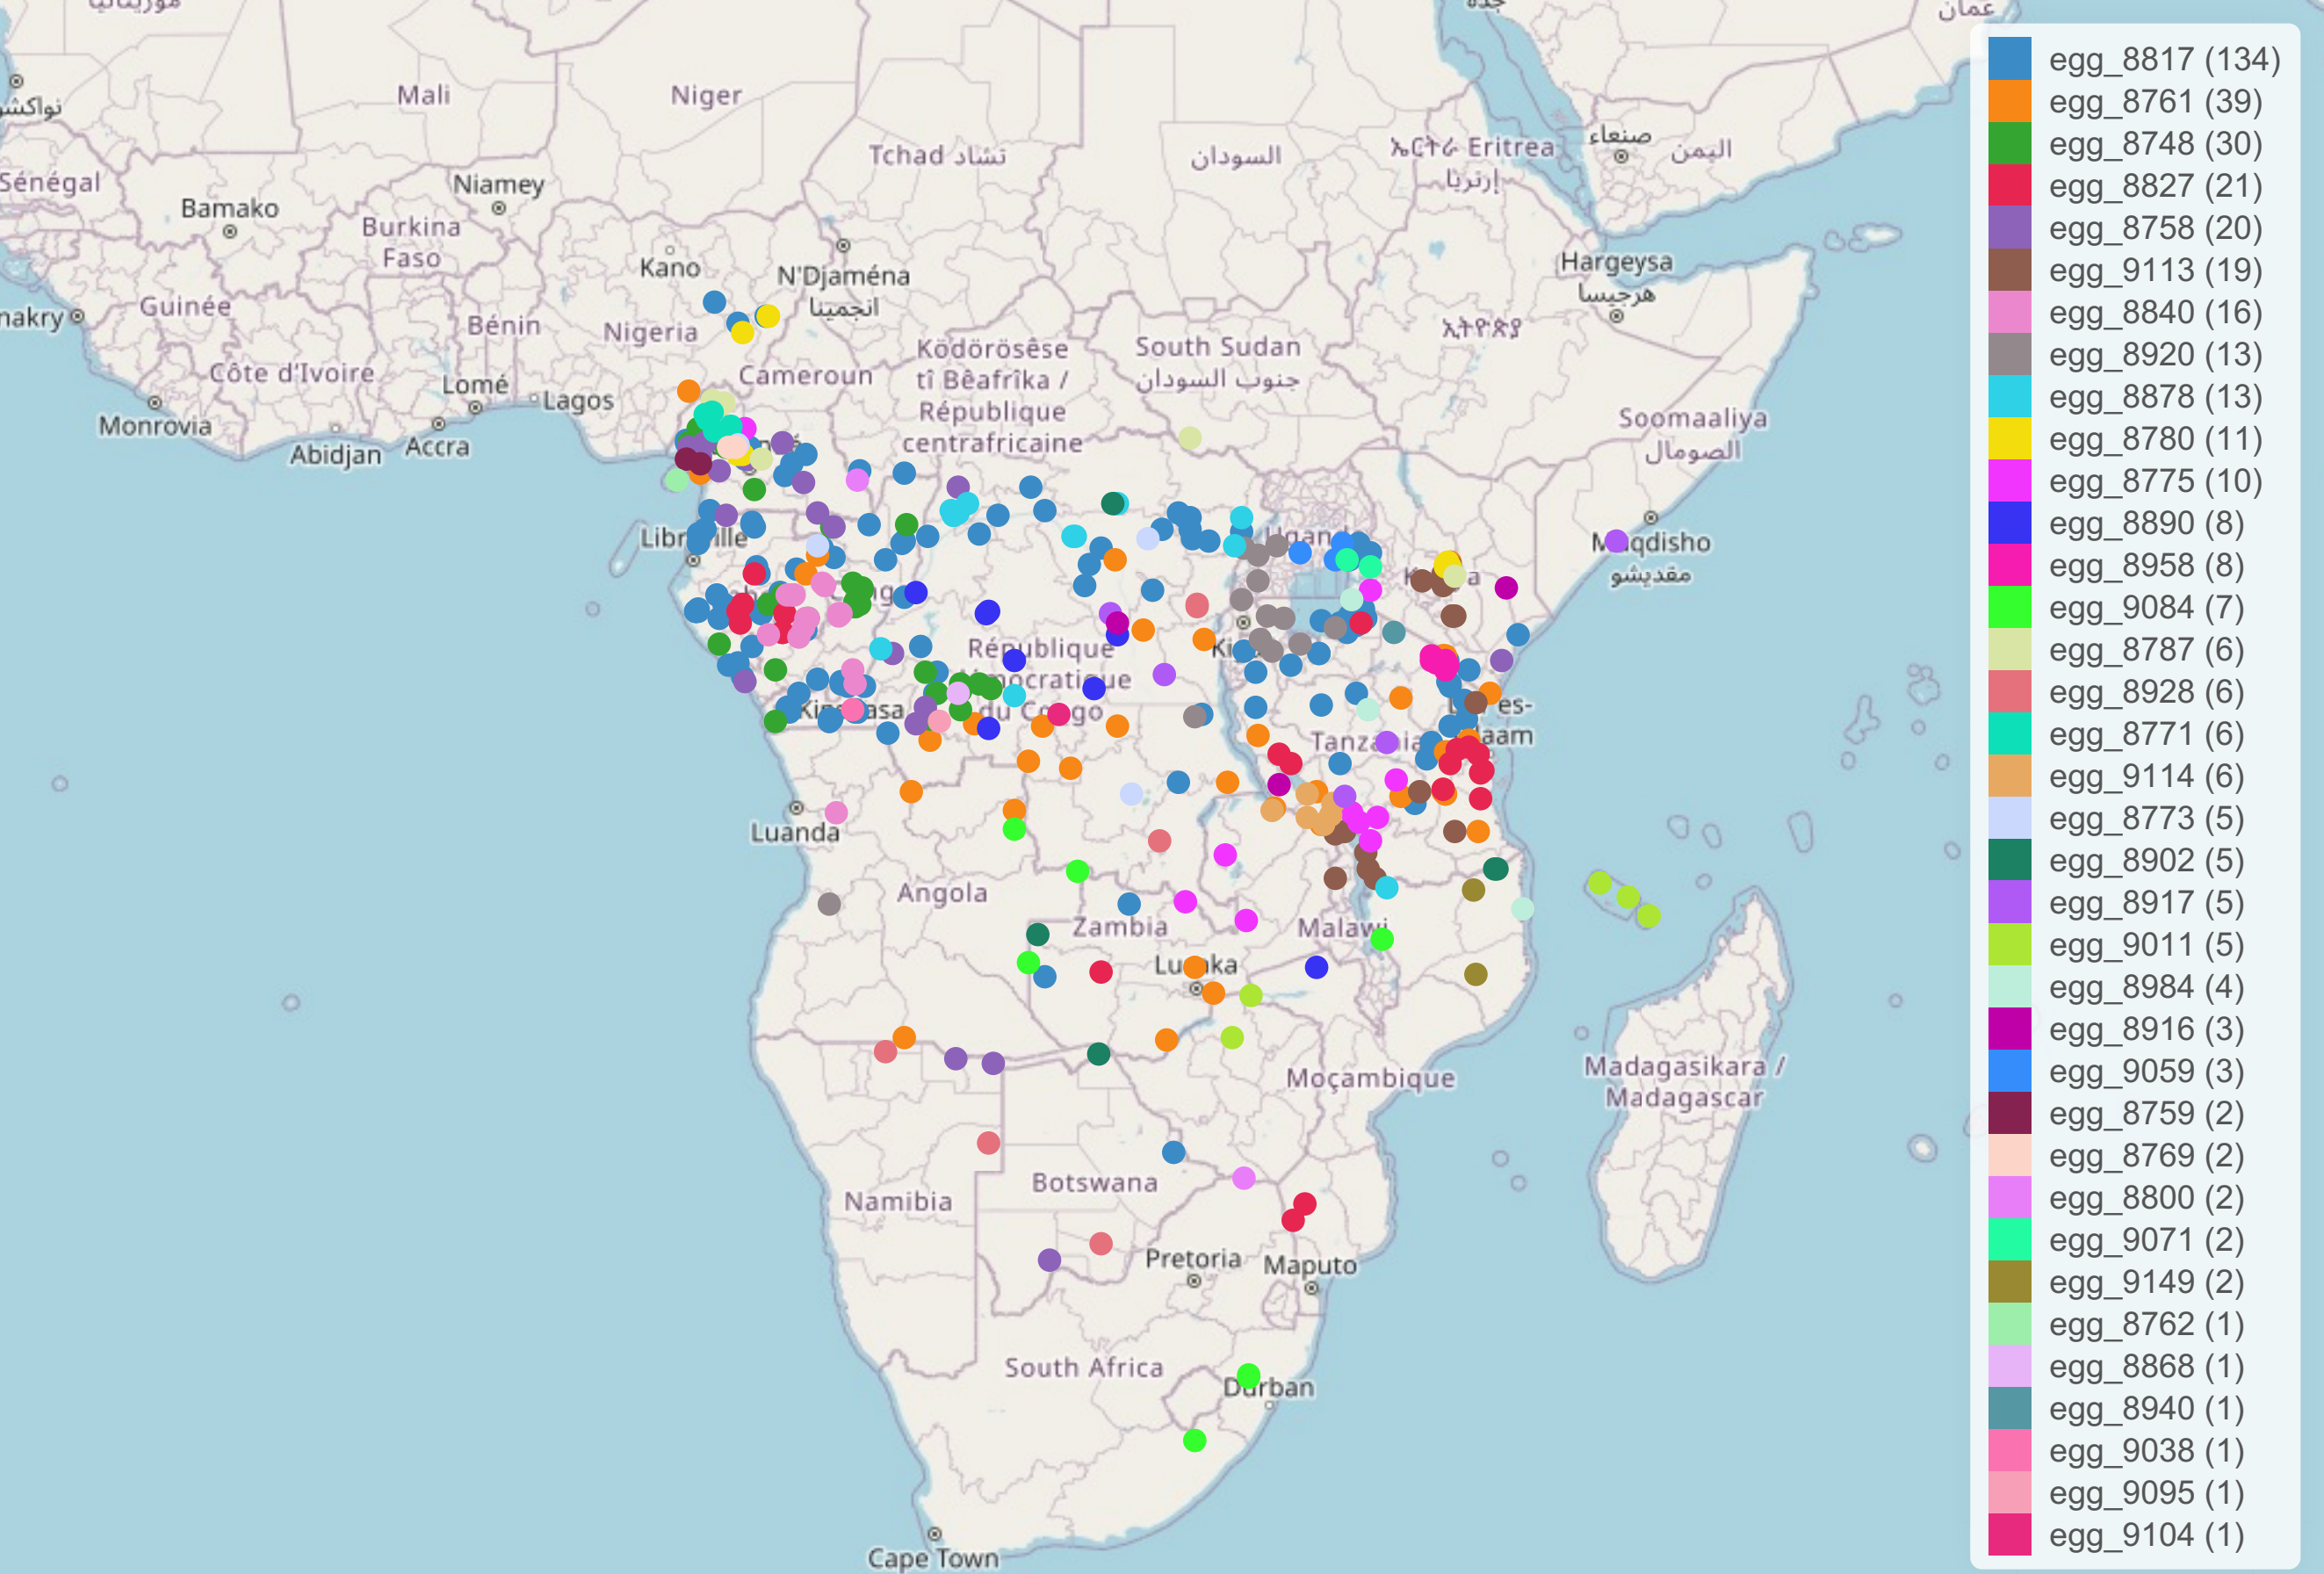 موريتانيا
جدة
عمان
نواكشو
Mali
Niger
Tchad تشاد
السودان
ኤርትራ Eritrea
إرتريا
صنعاء
اليمن
Sénégal
Bamako
Niamey
Burkina
Faso
Kano
N'Djaména
انجمينا
Hargeysa
هرجيسا
nakry
Guinée
Bénin
Nigeria
ኢትዮጵያ
Côte d'Ivoire
Lomé
Lagos
Cameroun
Ködörösêse
tî Bêafrîka /
République
centrafricaine
South Sudan
جنوب السودان
Monrovia
Abidjan
Accra
Soomaaliya
الصومال
Muqdisho
مقديشو
République
du Congo
Tanzania
Luanda
Angola
Zambia
Malawi
Lusaka
Madagasikara /
Madagascar
Moçambique
Namibia
Botswana
Pretoria
Maputo
South Africa
Durban
Cape Town
egg_8817 (134)
egg_8761 (39)
egg_8748 (30)
egg_8827 (21)
egg_8758 (20)
egg_9113 (19)
egg_8840 (16)
egg_8920 (13)
egg_8878 (13)
egg_8780 (11)
egg_8775 (10)
egg_8890 (8)
egg_8958 (8)
egg_9084 (7)
egg_8787 (6)
egg_8928 (6)
egg_8771 (6)
egg_9114 (6)
egg_8773 (5)
egg_8902 (5)
egg_8917 (5)
egg_9011 (5)
egg_8984 (4)
egg_8916 (3)
egg_9059 (3)
egg_8759 (2)
egg_8769 (2)
egg_8800 (2)
egg_9071 (2)
egg_9149 (2)
egg_8762 (1)
egg_8868 (1)
egg_8940 (1)
egg_9038 (1)
egg_9095 (1)
egg_9104 (1)